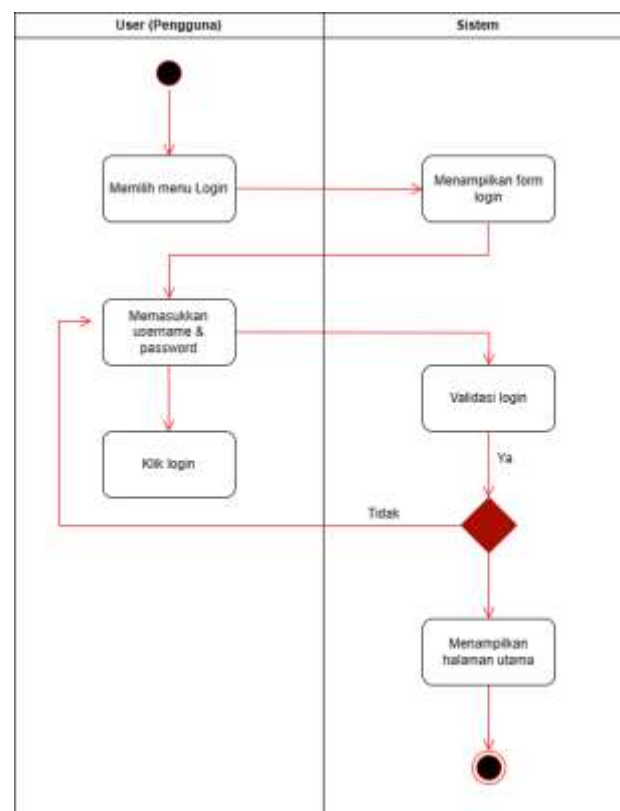 User (Pengguna)
Sistem
Memilih menu Login
Menampilkan form
login
Memasukkan
username &
password
Validasi login
Klik login
Ya
Tidak
Menampilkan
halaman utama